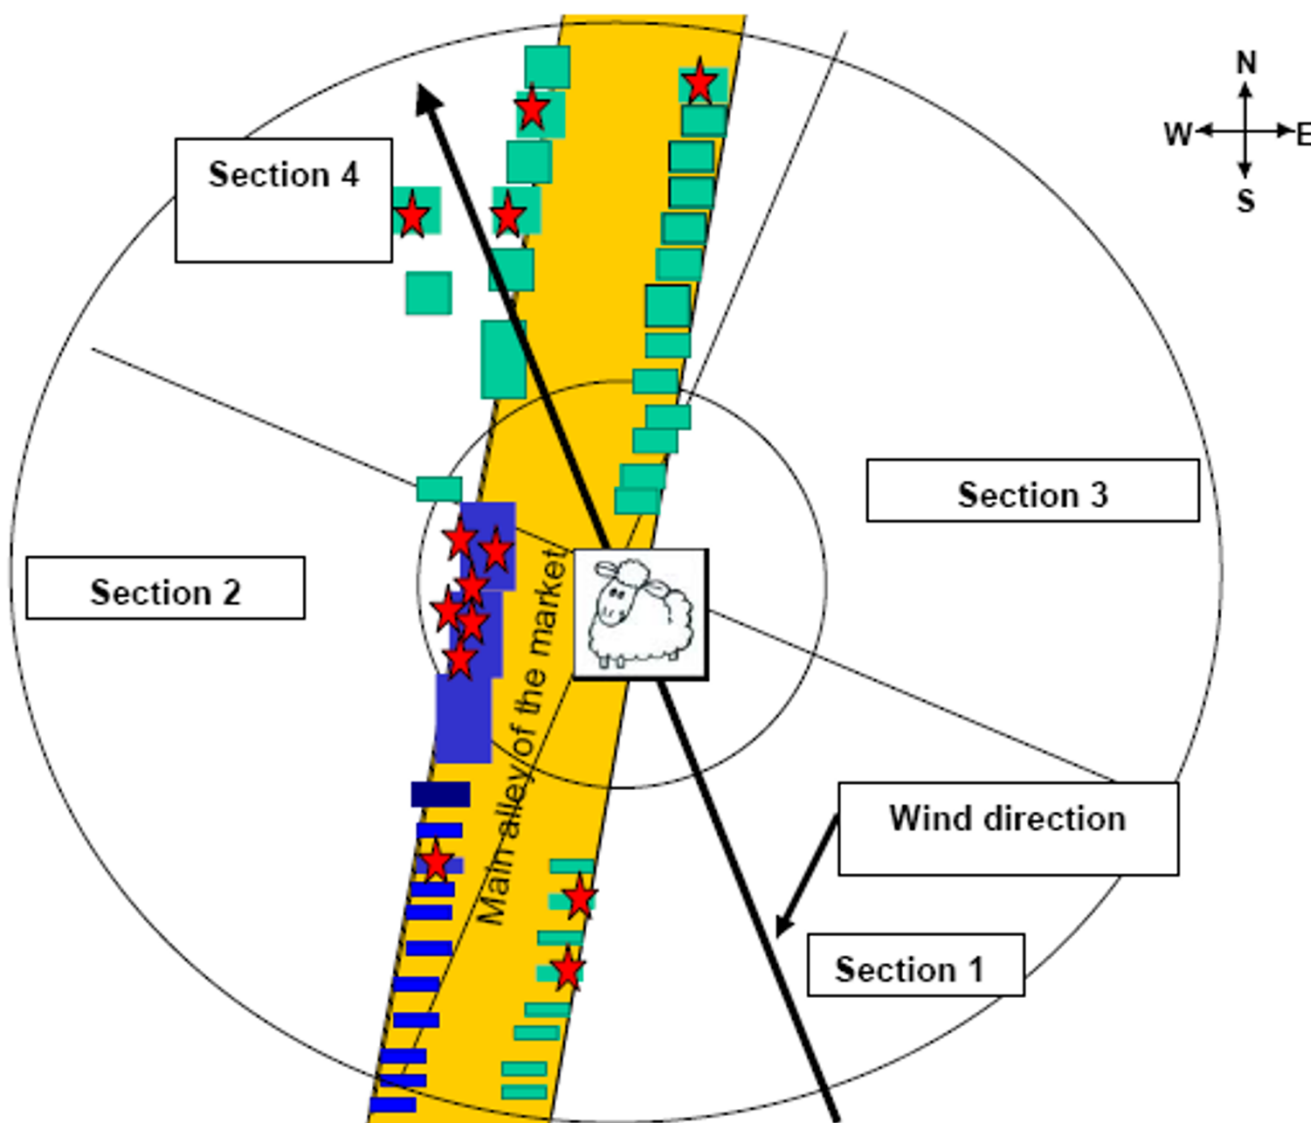 N
W
E
S
Section 4
Section 3
Section 2
Main alley of the market
Wind direction
Section 1